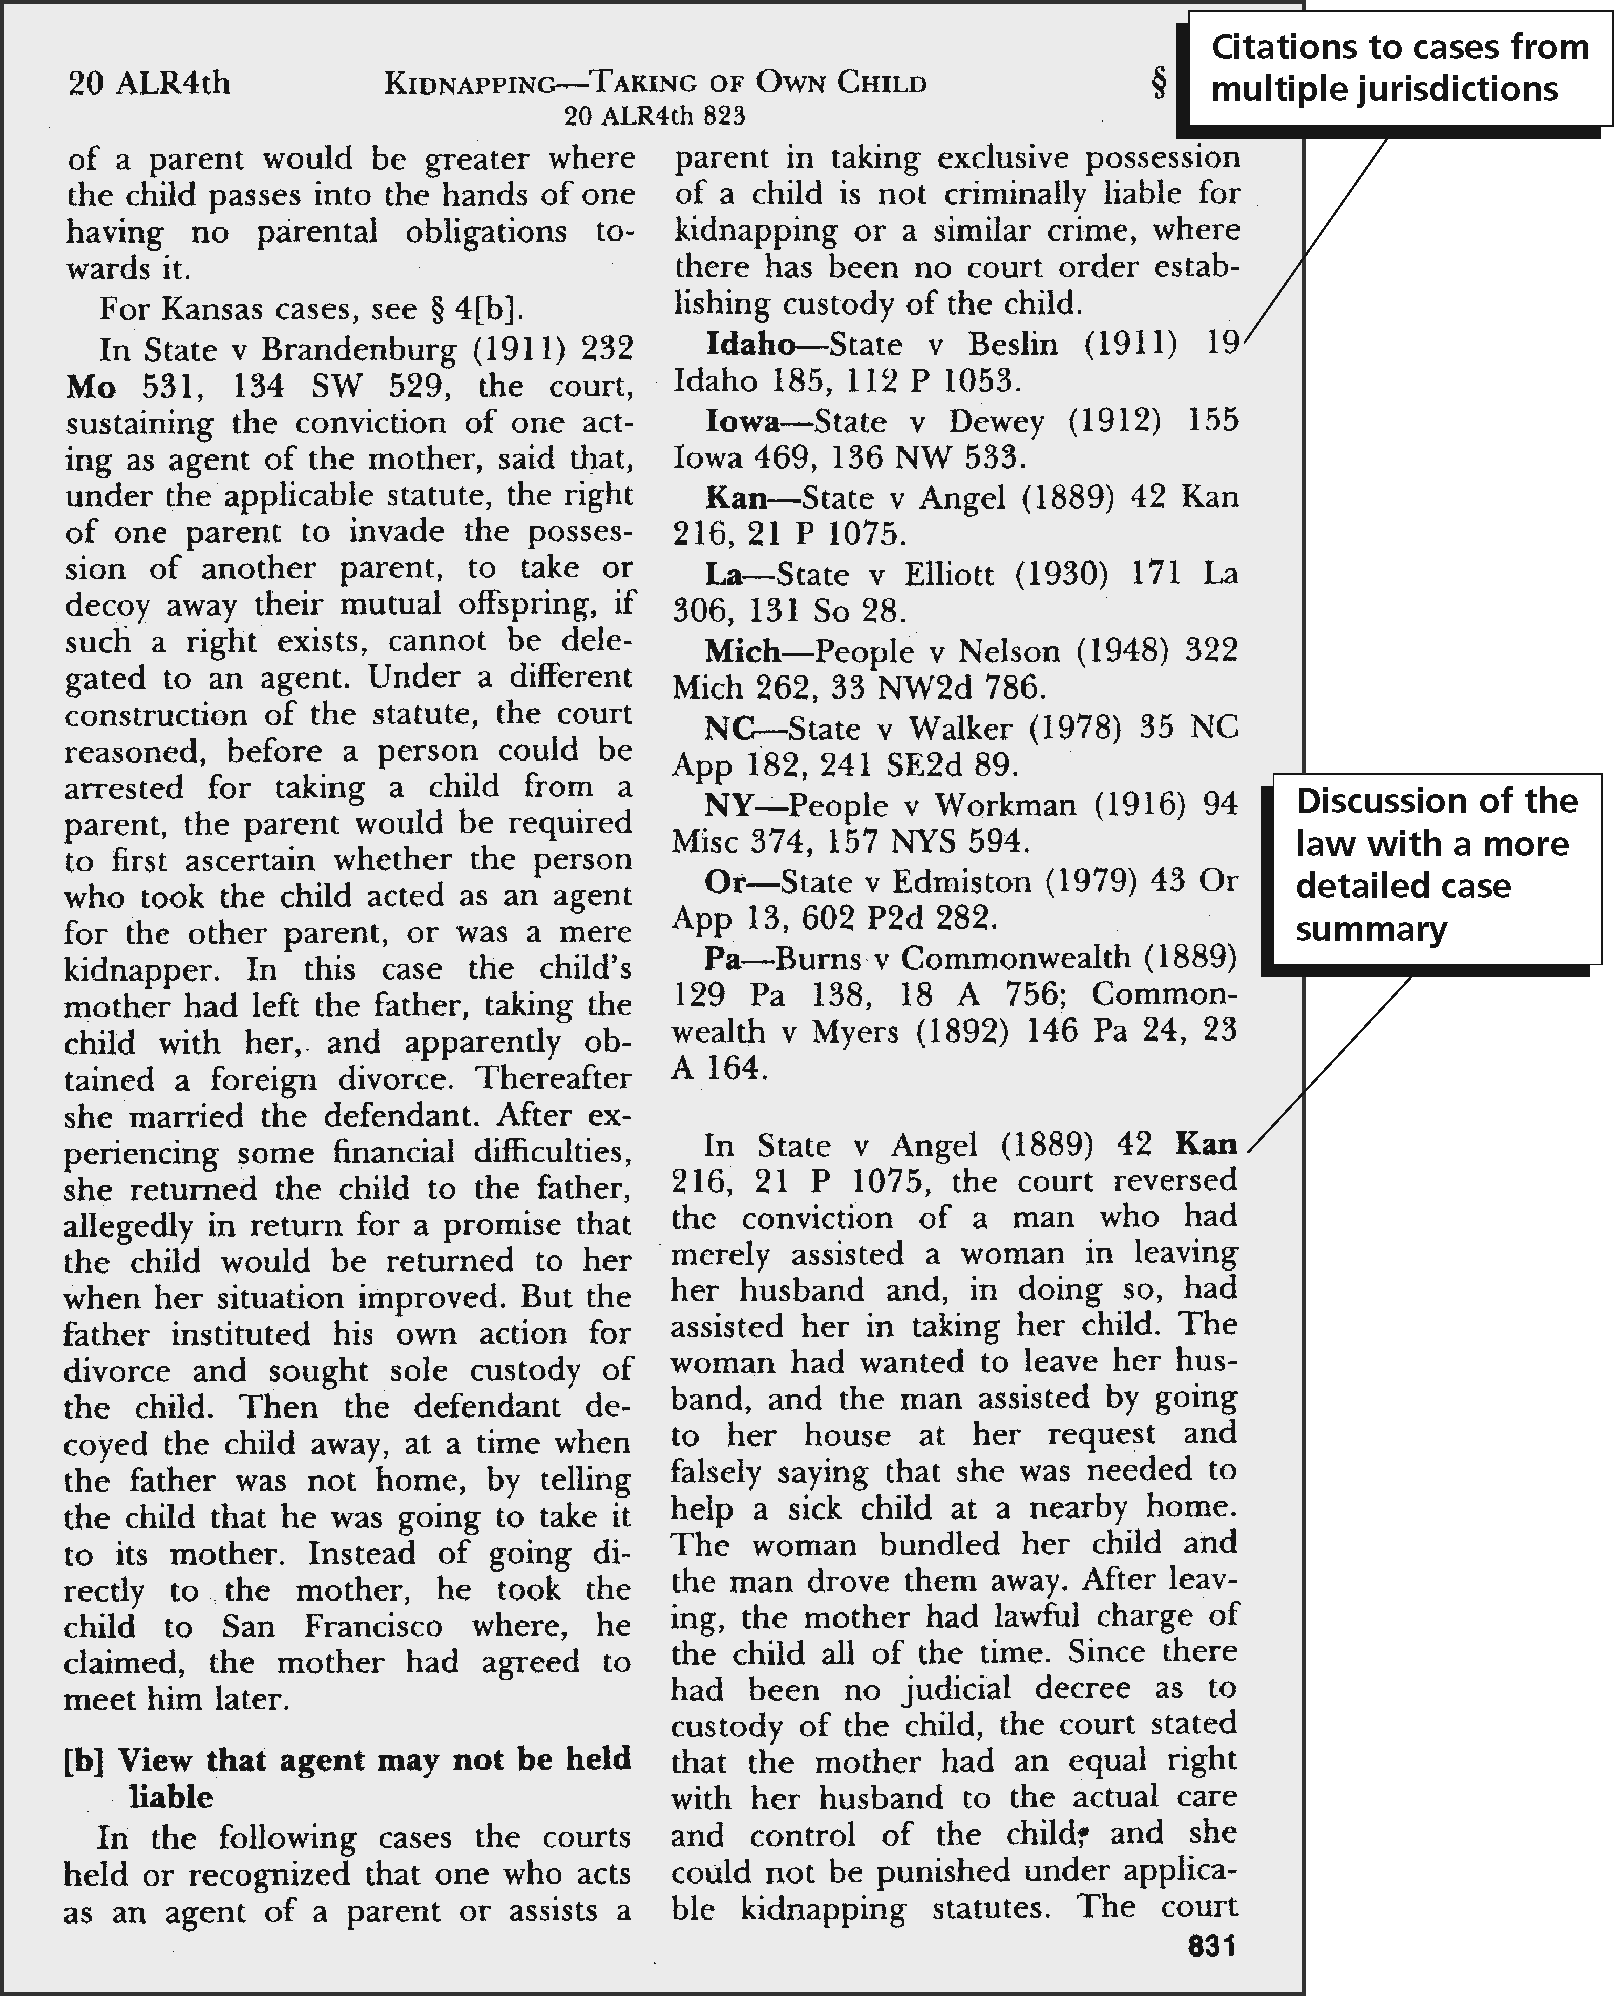 20 ALR4th KIDNAPPING—TAKING OF OWN CHILD §
20 ALR4th 823
of a parent would be greater where
the child passes into the hands of one
having no parental obligations to-
wards it.
For Kansas cases, see § 4[b].
In State v Brandenburg (1911) 232
Mo 531, 134 SW 529, the court,
sustaining the conviction of one act-
ing as agent of the mother, said that,
under the applicable statute, the right
of one parent to invade the posses-
sion of another parent, to take or
decoy away their mutual offspring, if
such a right exists, cannot be dele-
gated to an agent. Under a different
construction of the statute, the court
reasoned, before a person could be
arrested for taking a child from a
parent, the parent would be required
to first ascertain whether the person
who took the child acted as an agent
for the other parent, or was a mere
kidnapper. In this case the child's
mother had left the father, taking the
child with her, and apparently ob-
tained a foreign divorce. Thereafter
she married the defendant. After ex-
periencing some financial difficulties,
she returned the child to the father,
allegedly in return for a promise that
the child would be returned to her
when her situation improved. But the
father instituted his own action for
divorce and sought sole custody of
the child. Then the defendant de-
coyed the child away, at a time when
the father was not home, by telling
the child that he was going to take it
to its mother. Instead of going di-
rectly to the mother, he took the
child to San Francisco where, he
claimed, the mother had agreed to
meet him later.
[b] View that agent may not be held
liable
In the following cases the courts
held or recognized that one who acts
as an agent of a parent or assists a
parent in taking exclusive possession
of a child is not criminally liable for
kidnapping or a similar crime, where
there has been no court order estab-
lishing custody of the child.
Idaho—State v Beslin (1911) 19
Idaho 185, 112 P 1053.
Iowa—State v Dewey (1912) 155
Iowa 469, 136 NW 533.
Kan—State v Angel (1889) 42 Kan
216, 21 P 1075.
La—State v Elliott (1930) 171 La
306, 131 So 28.
Mich—People v Nelson (1948) 322
Mich 262, 33 NW2d 786.
NC—State v Walker (1978) 35 NC
App 182, 241 SE2d 89.
NY—People v Workman (1916) 94
Misc 374, 157 NYS 594.
Or—State v Edmiston (1979) 43 Or
App 13, 602 P2d 282.
Pa—Burns v Commonwealth (1889)
129 Pa 138, 18 A 756; Common-
wealth v Myers (1892) 146 Pa 24, 23
A 164.
In State v Angel (1889) 42 Kan
216, 21 P 1075, the court reversed
the conviction of a man who had
merely assisted a woman in leaving
her husband and, in doing so, had
assisted her in taking her child. The
woman had wanted to leave her hus-
band, and the man assisted by going
to her house at her request and
falsely saying that she was needed to
help a sick child at a nearby home.
The woman bundled her child and
the man drove them away. After leav-
ing, the mother had lawful charge of
the child all of the time. Since there
had been no judicial decree as to
custody of the child, the court stated
that the mother had an equal right
with her husband to the actual care
and control of the child, and she
could not be punished under applica-
ble kidnapping statutes. The court
831
Citations to cases from
multiple jurisdictions
Discussion of the
law with a more
detailed case
summary